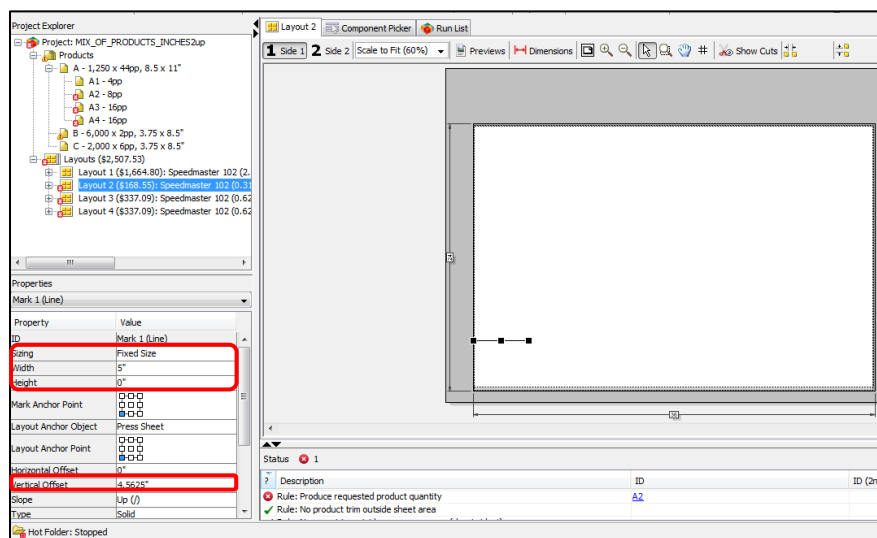 Project Explorer
Project: MIX_OF_PRODUCTS_INCHES2up
Products
A - 1,250 x 44pp, 8.5 x 11"
A1 - 4pp
A2 - 8pp
A3 - 16pp
A4 - 16pp
B - 6,000 x 2pp, 3.75 x 8.5"
C - 2,000 x 6pp, 3.75 x 8.5"
Layouts ($2,507.53)
Layout 1 ($1,664.80): Speedmaster 102 (2.
Layout 2 ($168.55): Speedmaster 102 (0.31
Layout 3 ($337.09): Speedmaster 102 (0.62
Layout 4 ($337.09): Speedmaster 102 (0.62
Properties
Mark 1 (Line)
Property Value
ID Mark 1 (Line)
Sizing Fixed Size
Width 5"
Height 0"
Mark Anchor Point
Layout Anchor Object Press Sheet
Layout Anchor Point
Horizontal Offset 0"
Vertical Offset 4.5625"
Slope Up (/)
Type Solid
Hot Folder: Stopped
Layout 2 Component Picker Run List
1 Side 1 2 Side 2 Scale to Fit (60%) Previews Dimensions # Show Cuts
Status 1
? Description ID ID (2n
Rule: Produce requested product quantity A2
Rule: No product trim outside sheet area